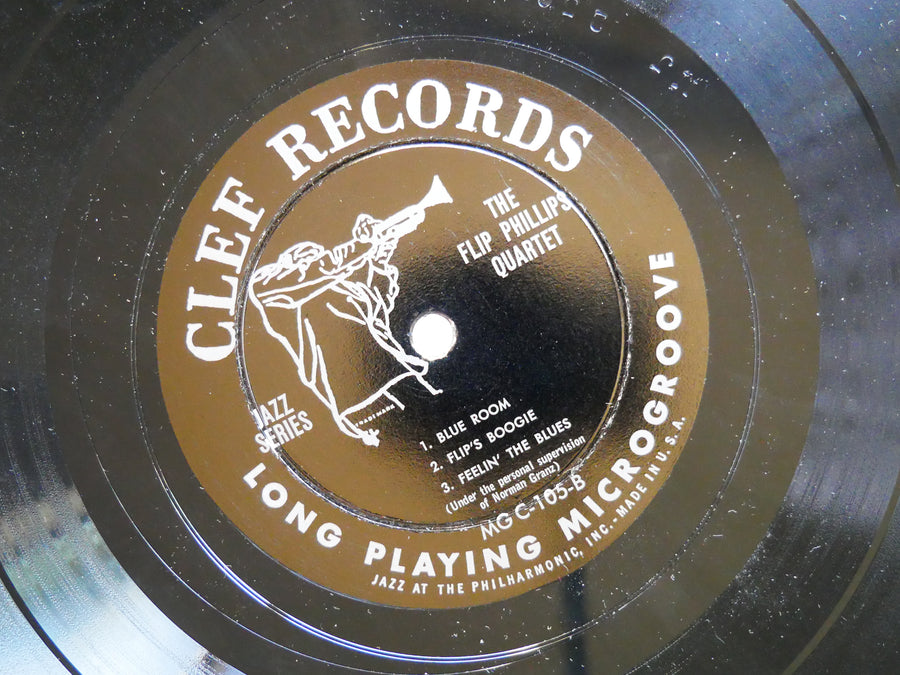 CLEF RECORDS
THE
FLIP PHILLIPS
QUARTET
JAZZ
SERIES
TRADEMARK
1. BLUE ROOM
2. FLIP'S BOOGIE
3. FEELIN' THE BLUES
(Under the personal supervision
of Norman Granz)
MG C-105-B
LONG PLAYING MICROGROOVE
JAZZ AT THE PHILHARMONIC, INC.-MADE IN U.S.A.